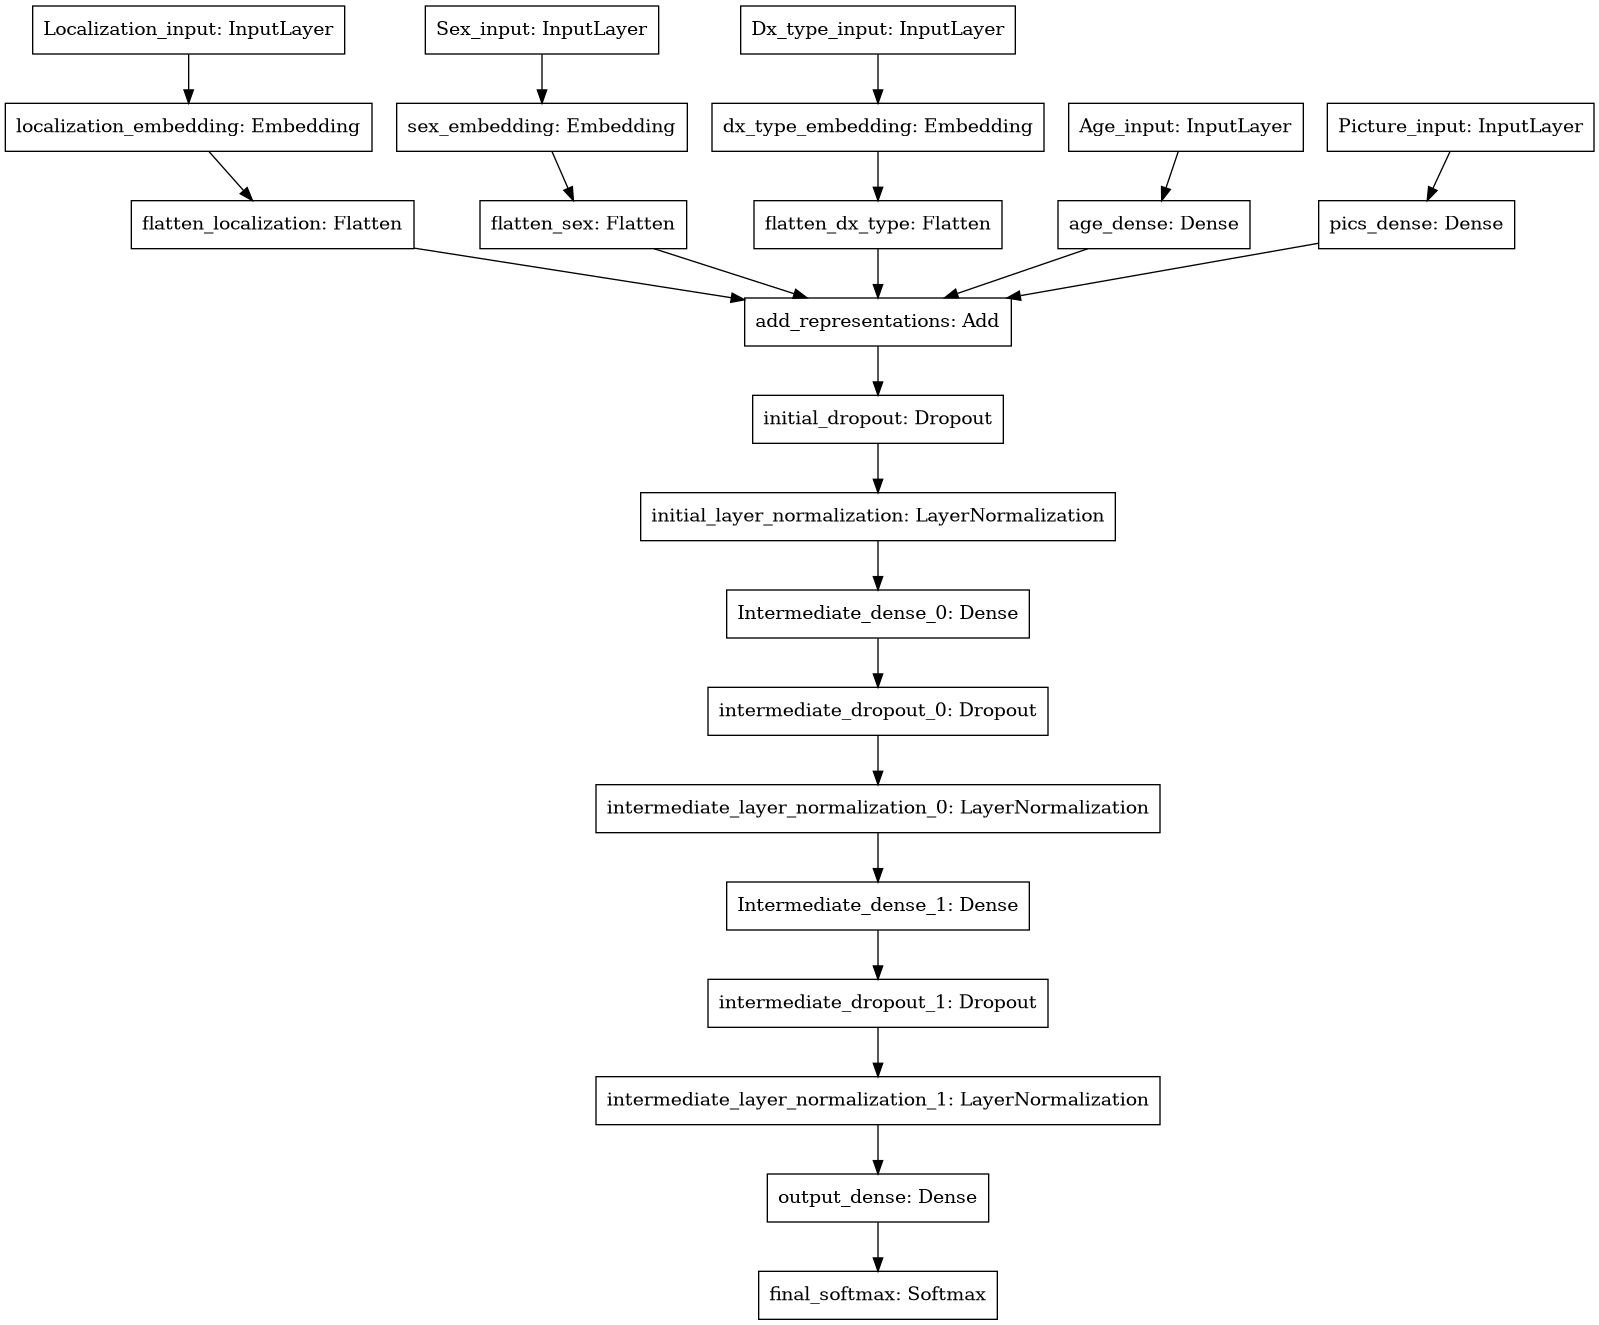 Localization_input: InputLayer
Sex_input: InputLayer
Dx_type_input: InputLayer
localization_embedding: Embedding
sex_embedding: Embedding
dx_type_embedding: Embedding
Age_input: InputLayer
Picture_input: InputLayer
flatten_localization: Flatten
flatten_sex: Flatten
flatten_dx_type: Flatten
age_dense: Dense
pics_dense: Dense
add_representations: Add
initial_dropout: Dropout
initial_layer_normalization: LayerNormalization
Intermediate_dense_0: Dense
intermediate_dropout_0: Dropout
intermediate_layer_normalization_0: LayerNormalization
Intermediate_dense_1: Dense
intermediate_dropout_1: Dropout
intermediate_layer_normalization_1: LayerNormalization
output_dense: Dense
final_softmax: Softmax